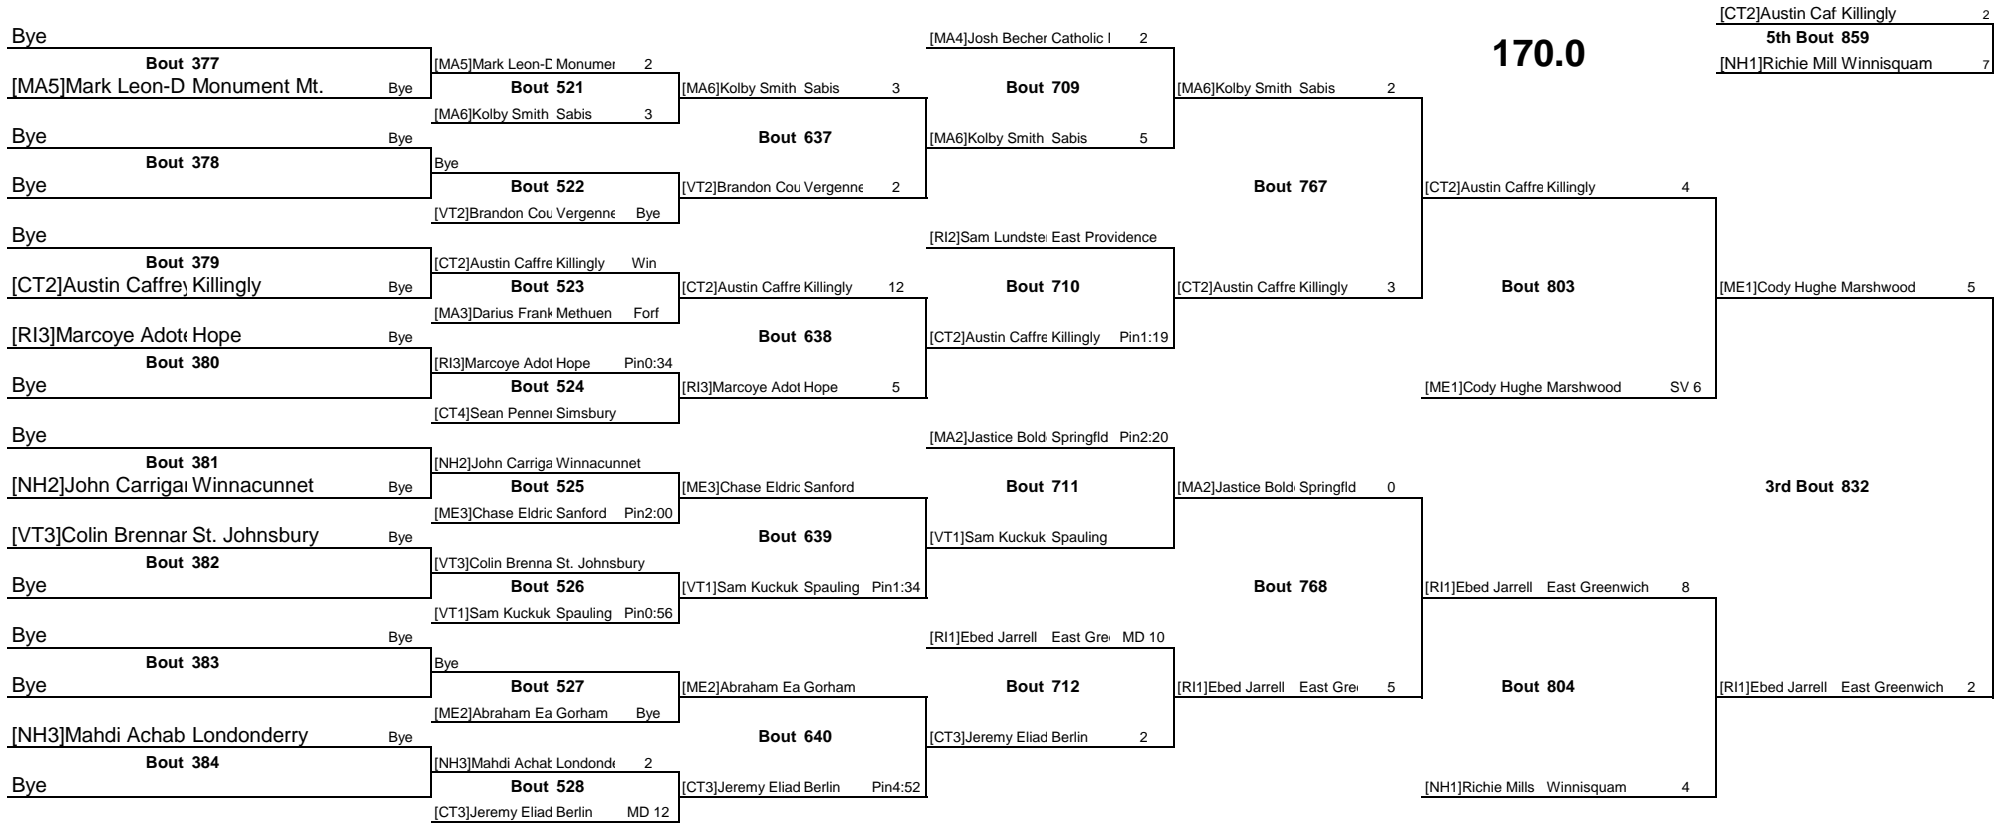 [CT2]Austin Caf Killingly 2
5th Bout 859
[NH1]Richie Mill Winnisquam 7
170.0
Bye
Bout 377
[MA5]Mark Leon-D Monument Mt. Bye
Bye Bye
Bout 378
Bye
Bye
Bout 379
[CT2]Austin Caffrey Killingly Bye
[RI3]Marcoye Adote Hope Bye
Bout 380
Bye
Bye
Bout 381
[NH2]John Carrigan Winnacunnet Bye
[VT3]Colin Brennan St. Johnsbury Bye
Bout 382
Bye
Bye Bye
Bout 383
Bye
[NH3]Mahdi Achab Londonderry Bye
Bout 384
Bye
[MA5]Mark Leon-D Monumen 2
Bout 521
[MA6]Kolby Smith Sabis 3
Bye
Bout 522
[VT2]Brandon Cou Vergenne Bye
[CT2]Austin Caffre Killingly Win
Bout 523
[MA3]Darius Frank Methuen Forf
[RI3]Marcoye Adot Hope Pin0:34
Bout 524
[CT4]Sean Penner Simsbury
[NH2]John Carriga Winnacunnet
Bout 525
[ME3]Chase Eldric Sanford Pin2:00
[VT3]Colin Brenna St. Johnsbury
Bout 526
[VT1]Sam Kuckuk Spauling Pin0:56
Bye
Bout 527
[ME2]Abraham Ea Gorham Bye
[NH3]Mahdi Achab Londonde 2
Bout 528
[CT3]Jeremy Eliad Berlin MD 12
[MA6]Kolby Smith Sabis 3
Bout 637
[VT2]Brandon Cou Vergenne 2
[CT2]Austin Caffre Killingly 12
Bout 638
[RI3]Marcoye Adot Hope 5
[ME3]Chase Eldric Sanford
Bout 639
[VT1]Sam Kuckuk Spauling Pin1:34
[ME2]Abraham Ea Gorham
Bout 640
[CT3]Jeremy Eliad Berlin Pin4:52
[MA4]Josh Becher Catholic 2
Bout 709
[MA6]Kolby Smith Sabis 5
[RI2]Sam Lundste East Providence
Bout 710
[CT2]Austin Caffre Killingly Pin1:19
[MA2]Jastice Bold Springfld Pin2:20
Bout 711
[VT1]Sam Kuckuk Spauling
[RI1]Ebed Jarrell East Gre MD 10
Bout 712
[CT3]Jeremy Eliad Berlin 2
[MA6]Kolby Smith Sabis 2
Bout 767
[CT2]Austin Caffre Killingly 3
[MA2]Jastice Bold Springfld 0
Bout 768
[RI1]Ebed Jarrell East Gre 5
[CT2]Austin Caffre Killingly 4
Bout 803
[ME1]Cody Hughe Marshwood SV 6
[RI1]Ebed Jarrell East Greenwich 8
Bout 804
[NH1]Richie Mills Winnisquam 4
[ME1]Cody Hughe Marshwood 5
3rd Bout 832
[RI1]Ebed Jarrell East Greenwich 2